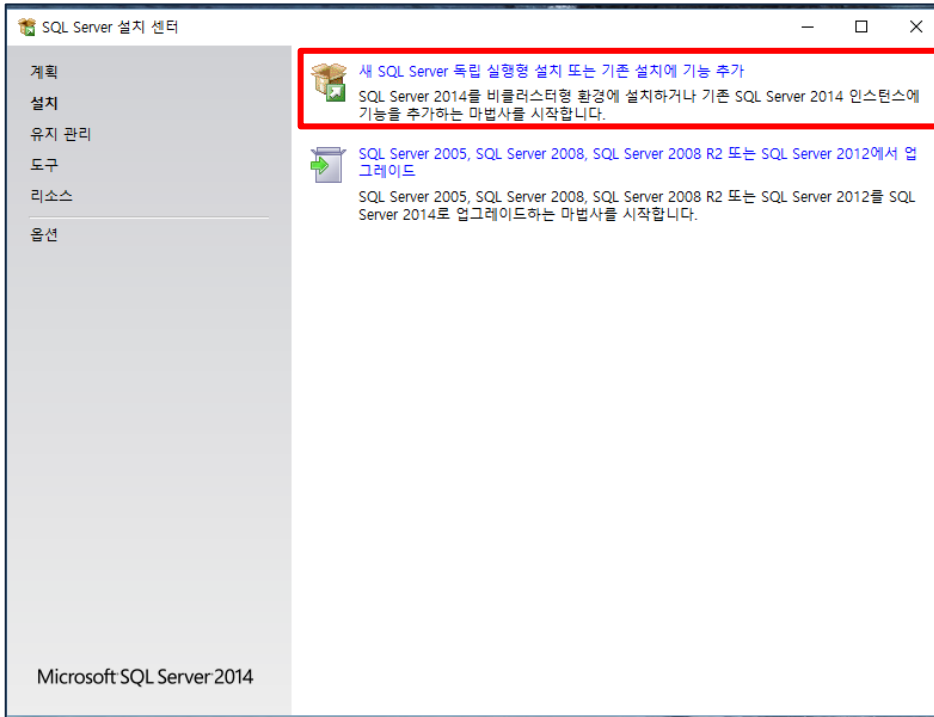 SQL Server 설치 센터
계획
설치
유지 관리
도구
리소스
옵션
새 SQL Server 독립 실행형 설치 또는 기존 설치에 기능 추가
SQL Server 2014를 비클러스터형 환경에 설치하거나 기존 SQL Server 2014 인스턴스에
기능을 추가하는 마법사를 시작합니다.
SQL Server 2005, SQL Server 2008, SQL Server 2008 R2 또는 SQL Server 2012에서 업
그레이드
SQL Server 2005, SQL Server 2008, SQL Server 2008 R2 또는 SQL Server 2012를 SQL
Server 2014로 업그레이드하는 마법사를 시작합니다.
Microsoft SQL Server 2014